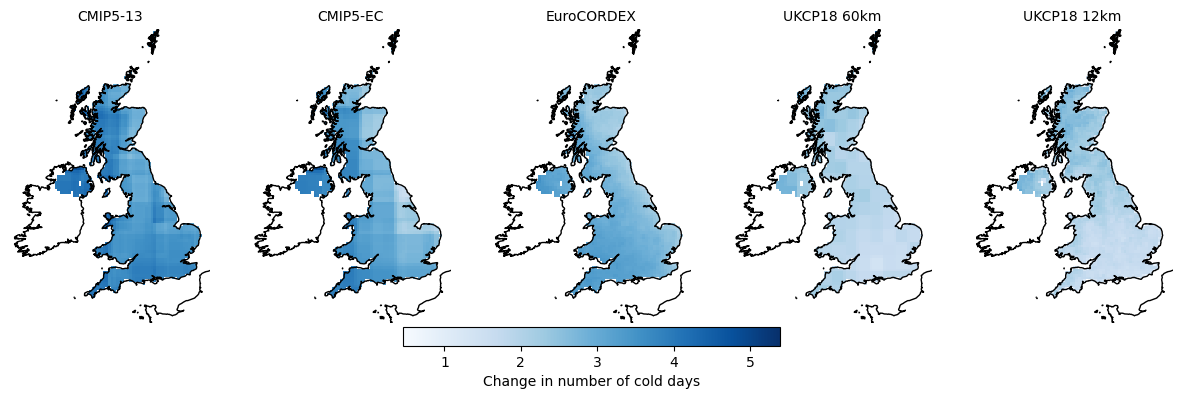 CMIP5-13 CMIP5-EC EuroCORDEX UKCP18 60km UKCP18 12km
1 2 3 4 5
Change in number of cold days